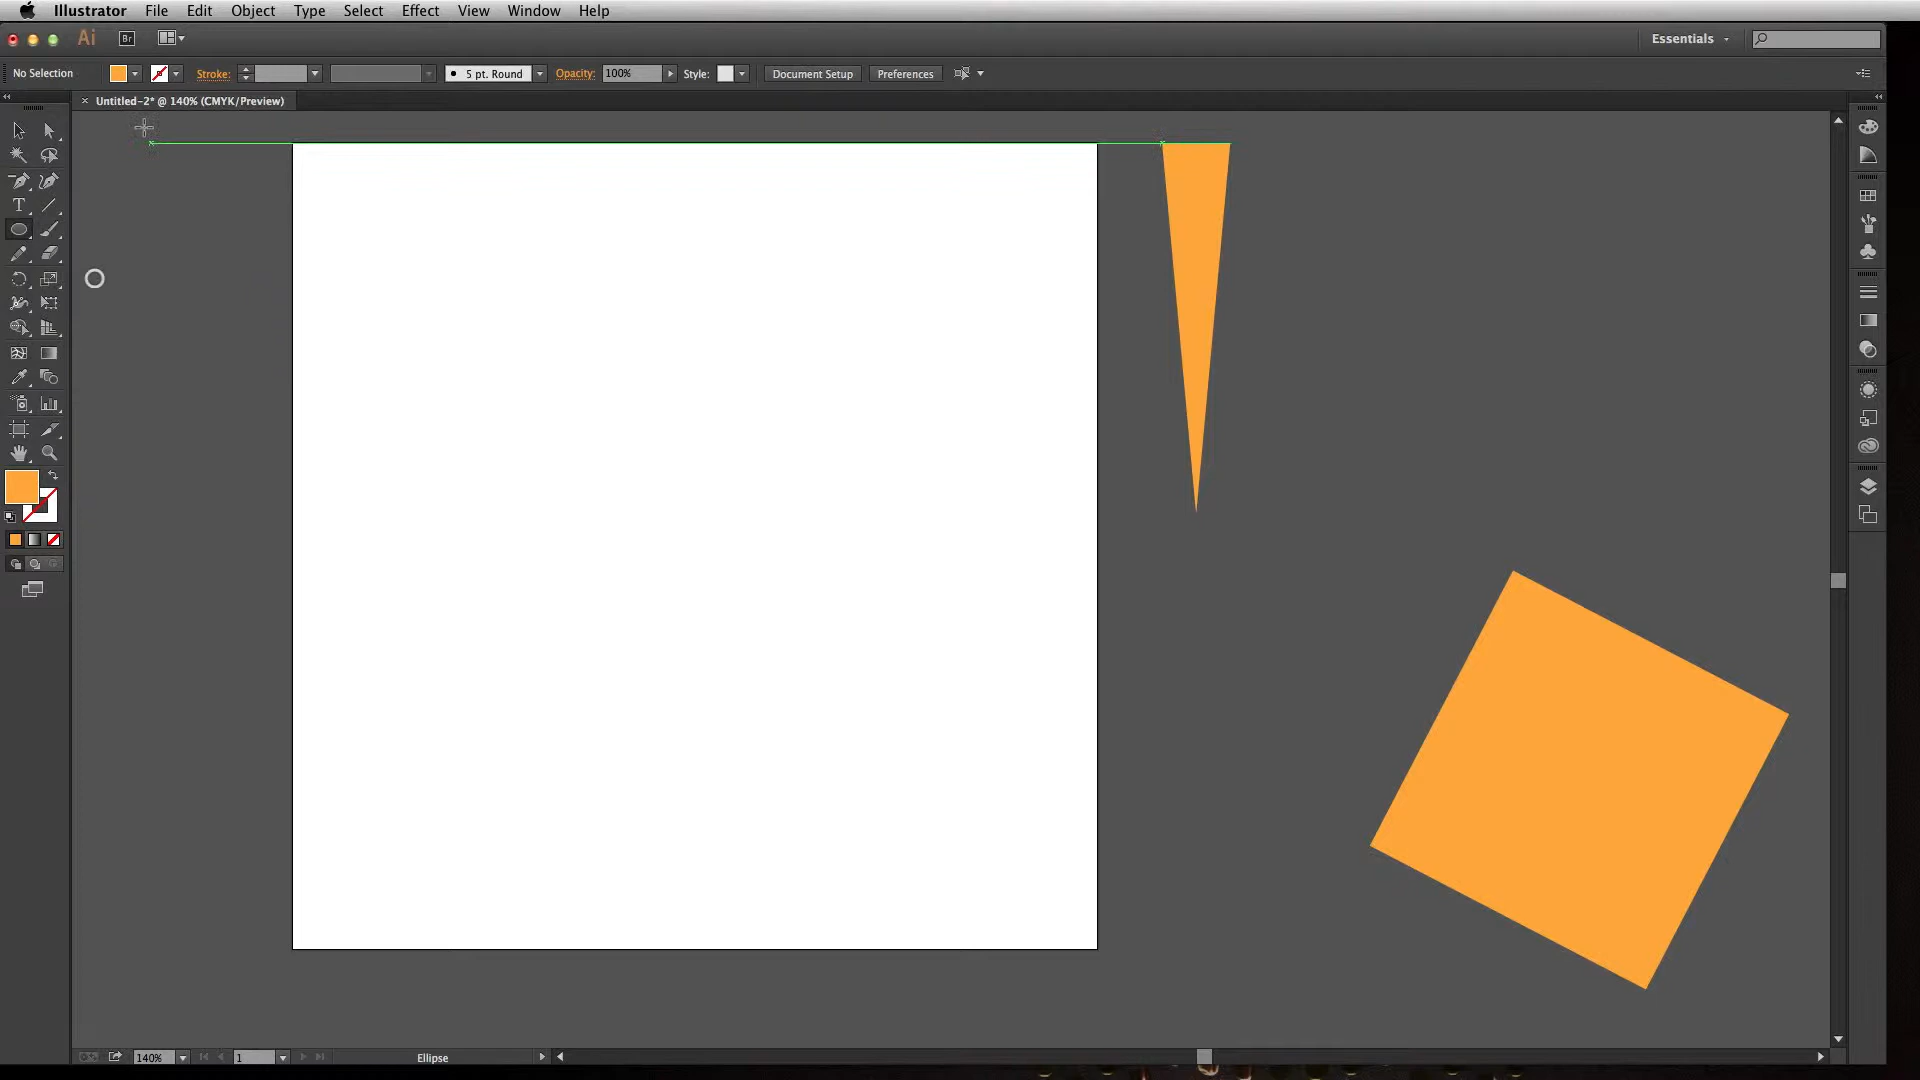 Illustrator File Edit Object Type Select Effect View Window Help
Ai Br Essentials
No Selection Stroke: 5 pt. Round Opacity: 100% Style: Document Setup Preferences
× Untitled-2* @ 140% (CMYK/Preview)
T
140% 1 Ellipse